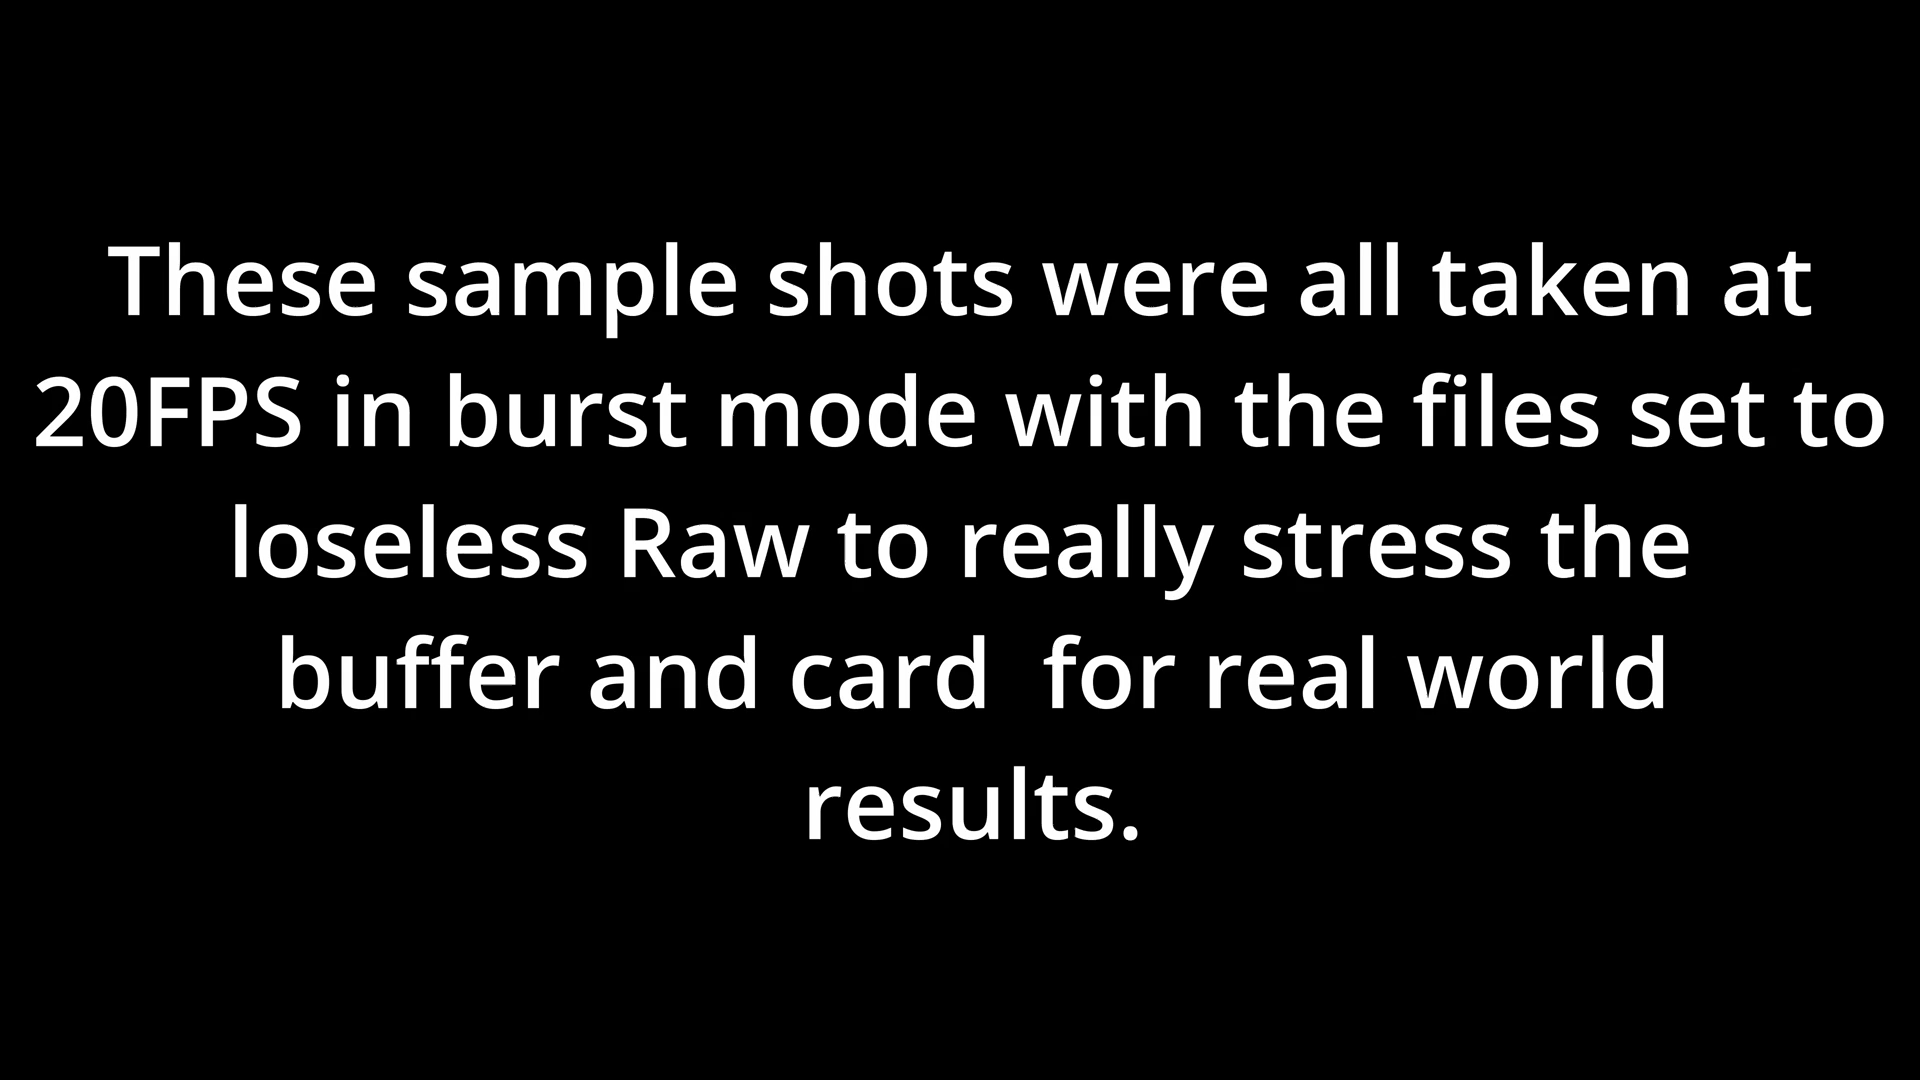 These sample shots were all taken at
20FPS in burst mode with the files set to
loseless Raw to really stress the
buffer and card  for real world
results.